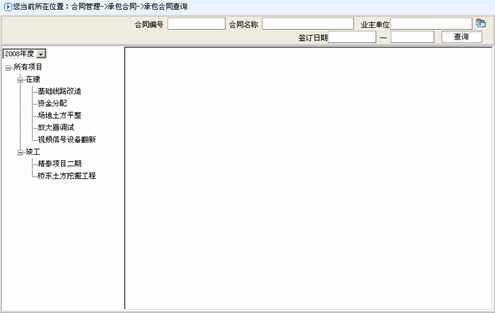 您当前所在位置：合同管理->承包合同->承包合同查询
合同编号 合同名称 业主单位
签订日期 — 查询
2008年度
所有项目
在建
基础线路改造
资金分配
场地土方平整
放大器调试
视频信号设备翻新
竣工
精泰项目二期
桥东土方挖掘工程